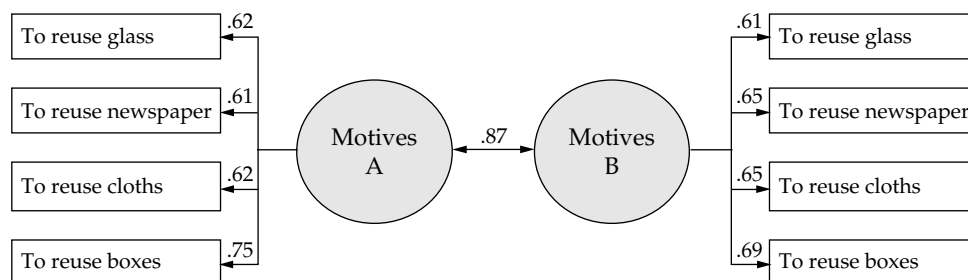 .62
To reuse glass
.61
To reuse newspaper
.62
To reuse cloths
.75
To reuse boxes
Motives
A
.87
Motives
B
.61
To reuse glass
.65
To reuse newspaper
.65
To reuse cloths
.69
To reuse boxes